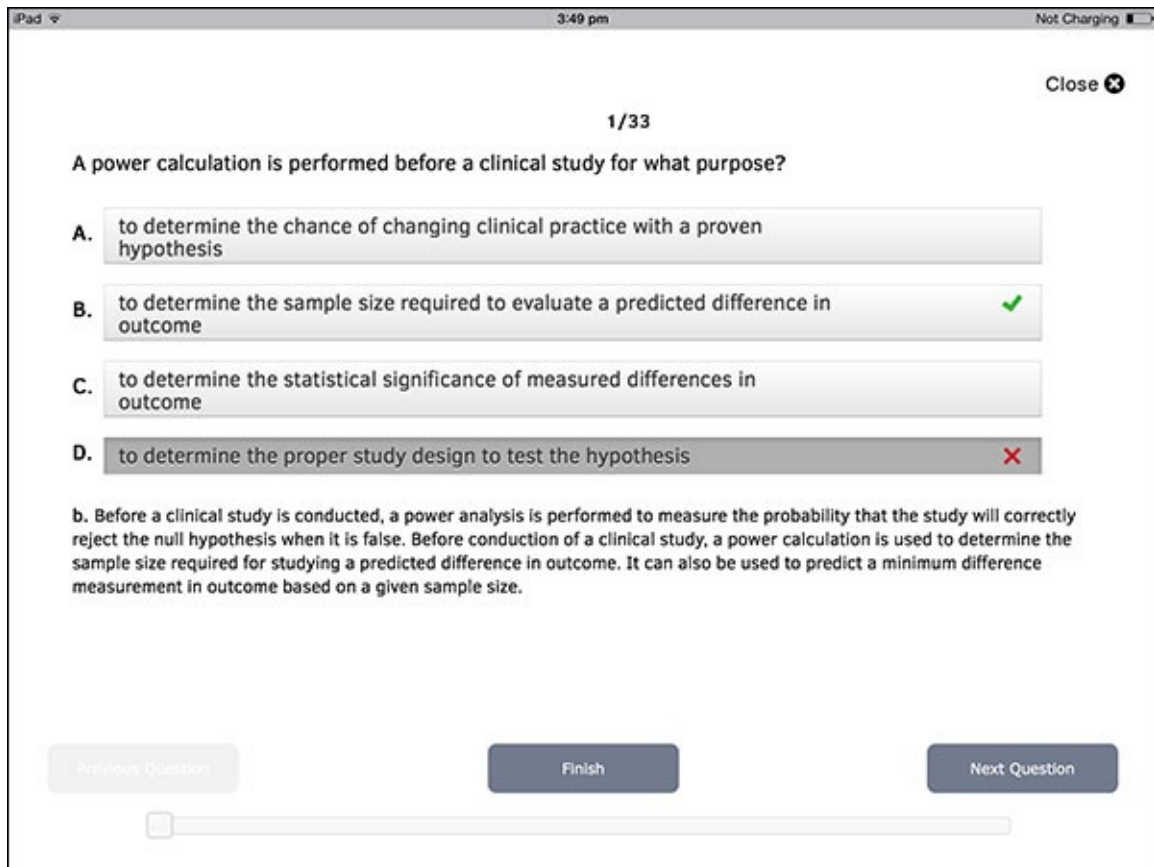 iPad 3:49 pm Not Charging
Close
1/33
A power calculation is performed before a clinical study for what purpose?
A. to determine the chance of changing clinical practice with a proven
hypothesis
B. to determine the sample size required to evaluate a predicted difference in
outcome
C. to determine the statistical significance of measured differences in
outcome
D. to determine the proper study design to test the hypothesis
b. Before a clinical study is conducted, a power analysis is performed to measure the probability that the study will correctly
reject the null hypothesis when it is false. Before conduction of a clinical study, a power calculation is used to determine the
sample size required for studying a predicted difference in outcome. It can also be used to predict a minimum difference
measurement in outcome based on a given sample size.
Previous Question Finish Next Question